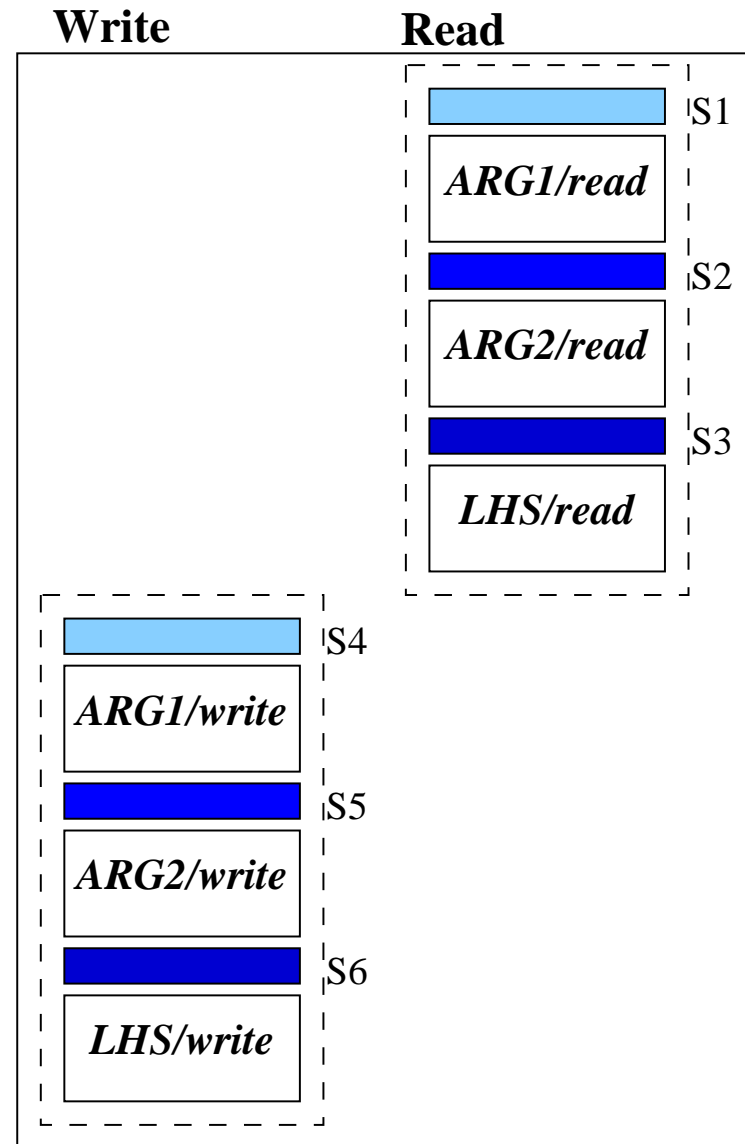 Write Read
S1
ARG1/read
S2
ARG2/read
S3
LHS/read
S4
ARG1/write
S5
ARG2/write
S6
LHS/write